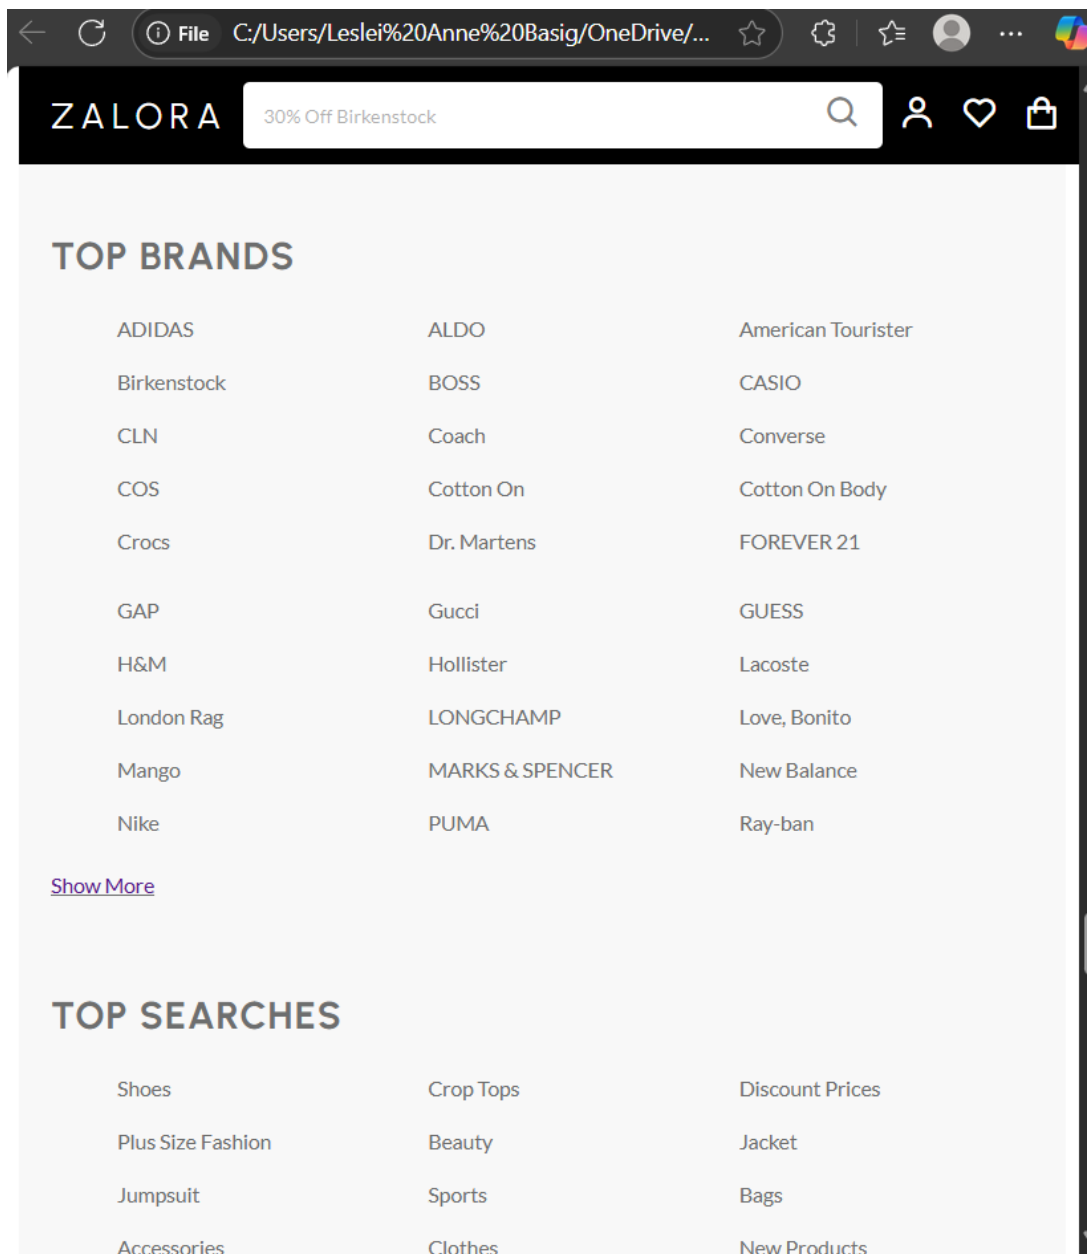 File C:/Users/Leslei%20Anne%20Basig/OneDrive/...
ZALORA 30% Off Birkenstock
TOP BRANDS
ADIDAS ALDO American Tourister
Birkenstock BOSS CASIO
CLN Coach Converse
COS Cotton On Cotton On Body
Crocs Dr. Martens FOREVER 21
GAP Gucci GUESS
H&M Hollister Lacoste
London Rag LONGCHAMP Love, Bonito
Mango MARKS & SPENCER New Balance
Nike PUMA Ray-ban
Show More
TOP SEARCHES
Shoes Crop Tops Discount Prices
Plus Size Fashion Beauty Jacket
Jumpsuit Sports Bags
Accessories Clothes New Products